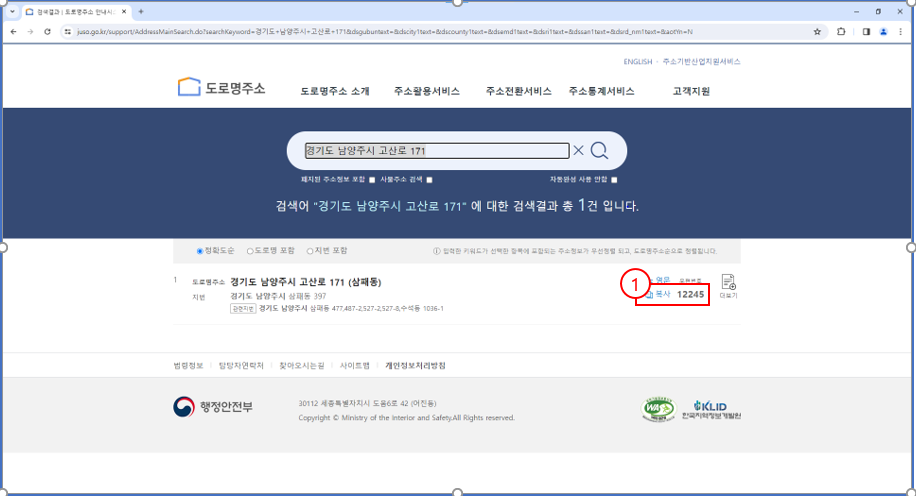 검색결과 | 도로명주소 안내시
juso.go.kr/support/AddressMainSearch.do?searchKeyword=경기도+남양주시+고산로+171&dsgubuntext=&dscity1text=&dscounty1text=&dsemd1text=&dsri1text=&dssan1text=&dsrd_nm1text=&aotYn=N
ENGLISH · 주소기반산업지원서비스
도로명주소
도로명주소 소개 주소활용서비스 주소전환서비스 주소통계서비스 고객지원
경기도 남양주시 고산로 171
폐지된 주소정보 포함 사물주소 검색 자동완성 사용 안함
검색어 "경기도 남양주시 고산로 171" 에 대한 검색결과 총 1건 입니다.
정확도순 도로명 포함 지번 포함 입력한 키워드가 선택한 항목에 포함되는 주소정보가 우선정렬 되고, 도로명주소순으로 정렬됩니다.
1 도로명주소 경기도 남양주시 고산로 171 (삼패동) 영문
1
지번 경기도 남양주시 삼패동 397 복사 12245 더보기
관련지번 경기도 남양주시 삼패동 477,487-2,527-2,527-8,수석동 1036-1
법령정보 담당자연락처 찾아오시는길 사이트맵 개인정보처리방침
행정안전부
30112 세종특별자치시 도움6로 42 (어진동)
Copyright © Ministry of the Interior and Safety.All Rights reserved.
WA
KLID
한국지역정보개발원